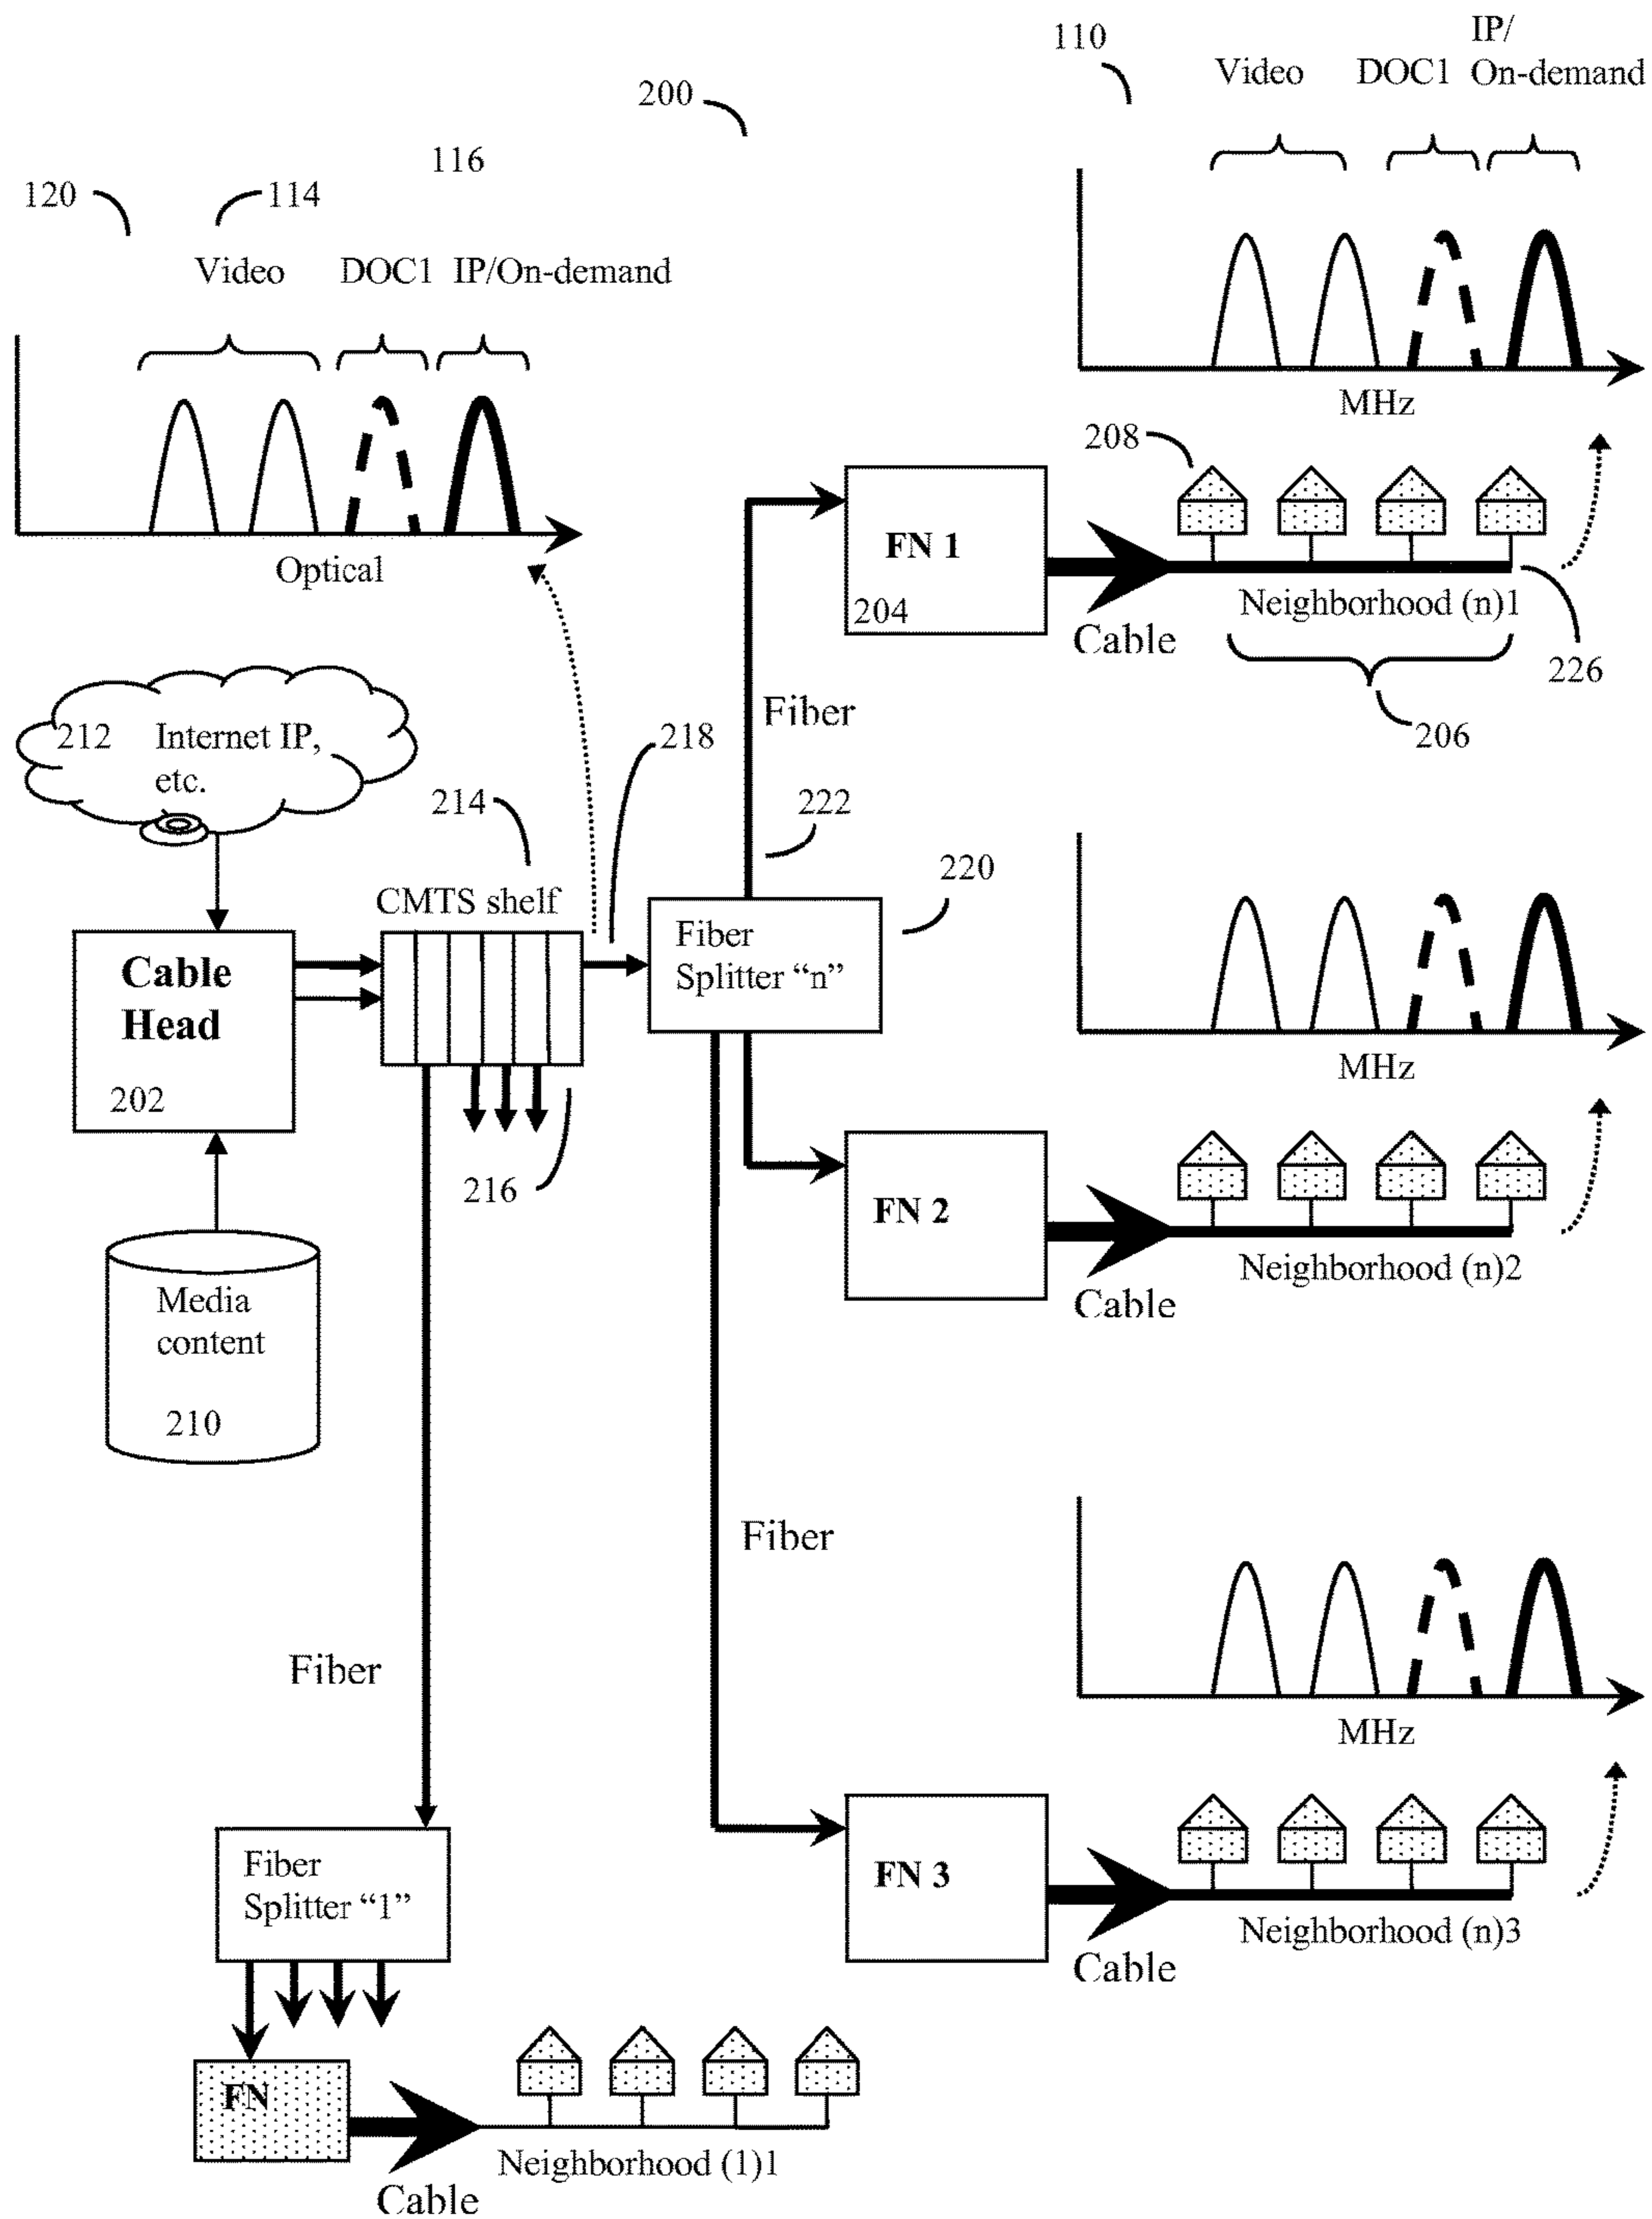 110
IP/
Video
DOC1
On-demand
200
116
120
114
Video
DOC1
IP/On-demand
Optical
MHz
208
FN 1
204
Cable
Neighborhood (n)1
226
206
Fiber
212
Internet IP,
etc.
218
214
222
220
CMTS shelf
Fiber
Splitter “n”
Cable
Head
202
216
MHz
FN 2
Cable
Neighborhood (n)2
Media
content
210
Fiber
Fiber
MHz
FN 3
Cable
Neighborhood (n)3
Fiber
Splitter “1”
FN
Cable
Neighborhood (1)1